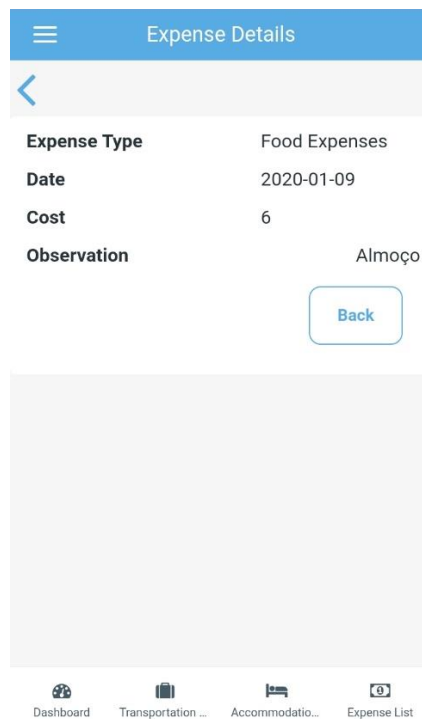 Expense Details
Expense Type Food Expenses
Date 2020-01-09
Cost 6
Observation Almoço
Back
Dashboard Transportation ... Accommodatio... Expense List